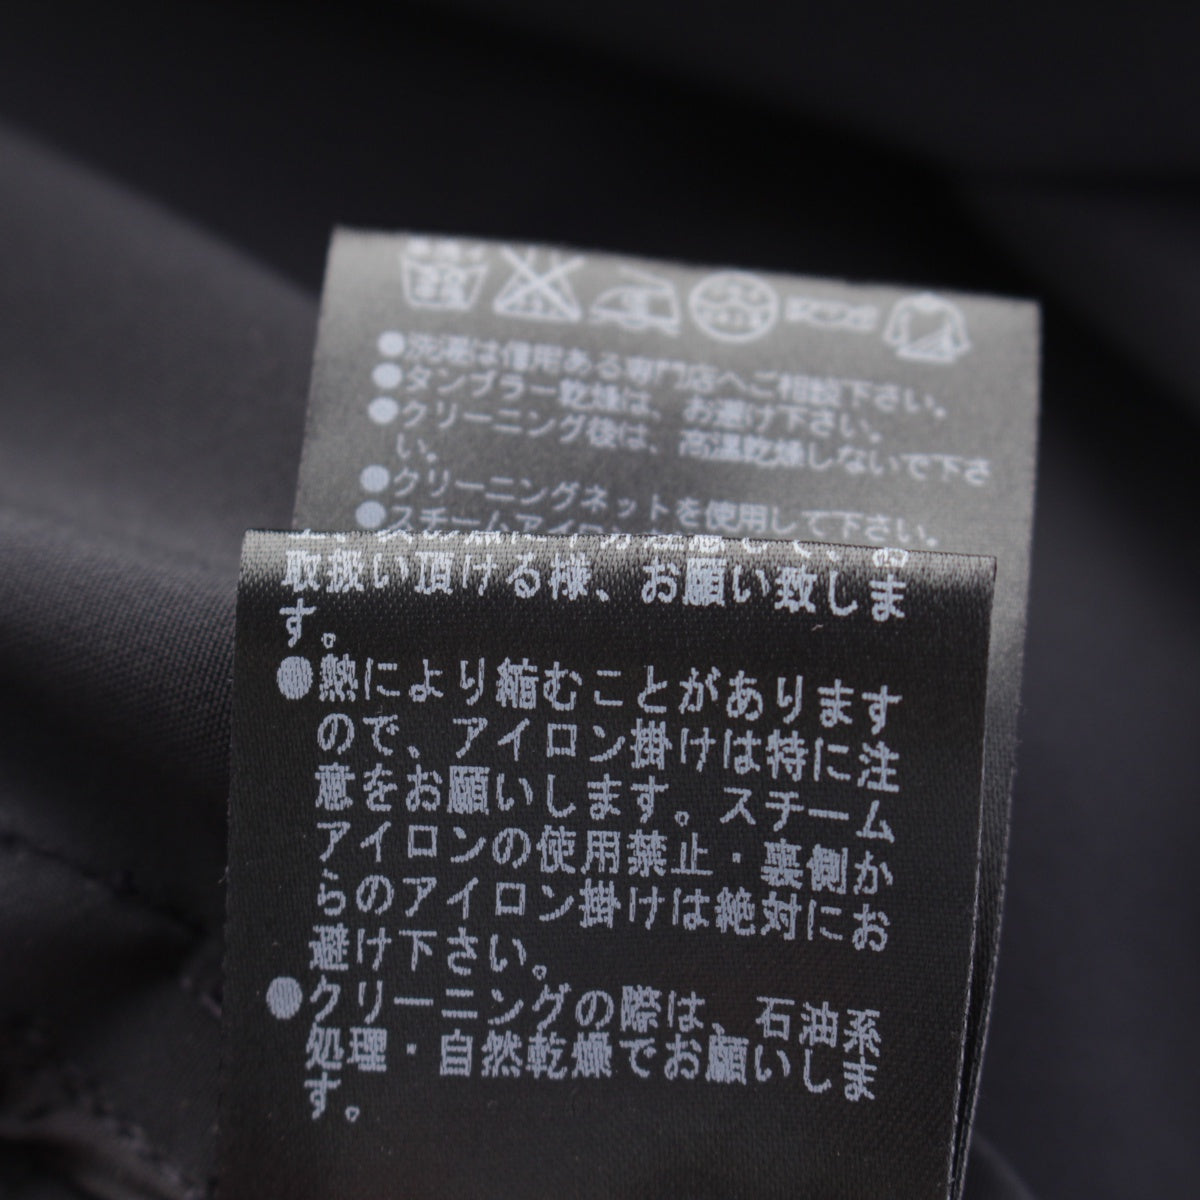 ●洗濯は信用ある専門店へご相談下さい。
●タンブラー乾燥は、お避け下さい。
●クリーニング後は、高温乾燥しないで下さ
い。
●クリーニングネットを使用して下さい。
●スチームアイロン
取扱い頂ける様、お願い致しま
す。
●熱により縮むことがあります
ので、アイロン掛けは特に注
意をお願いします。スチーム
アイロンの使用禁止・裏側か
らのアイロン掛けは絶対にお
避け下さい。
●クリーニングの際は、石油系
処理・自然乾燥でお願いしま
す。